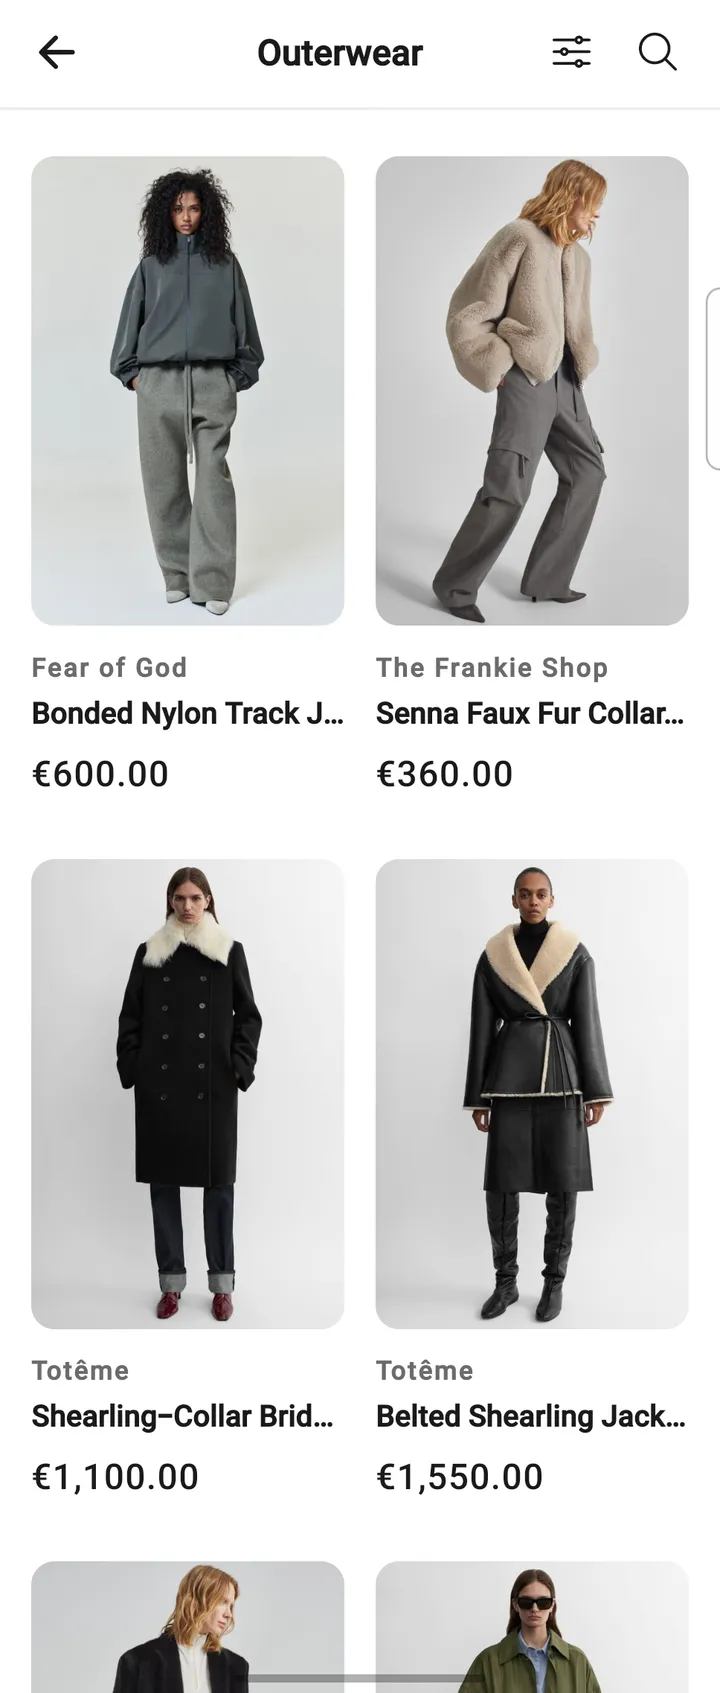 Outerwear
Fear of God
Bonded Nylon Track J...
€600.00
The Frankie Shop
Senna Faux Fur Collar...
€360.00
Totême
Shearling-Collar Brid...
€1,100.00
Totême
Belted Shearling Jack...
€1,550.00